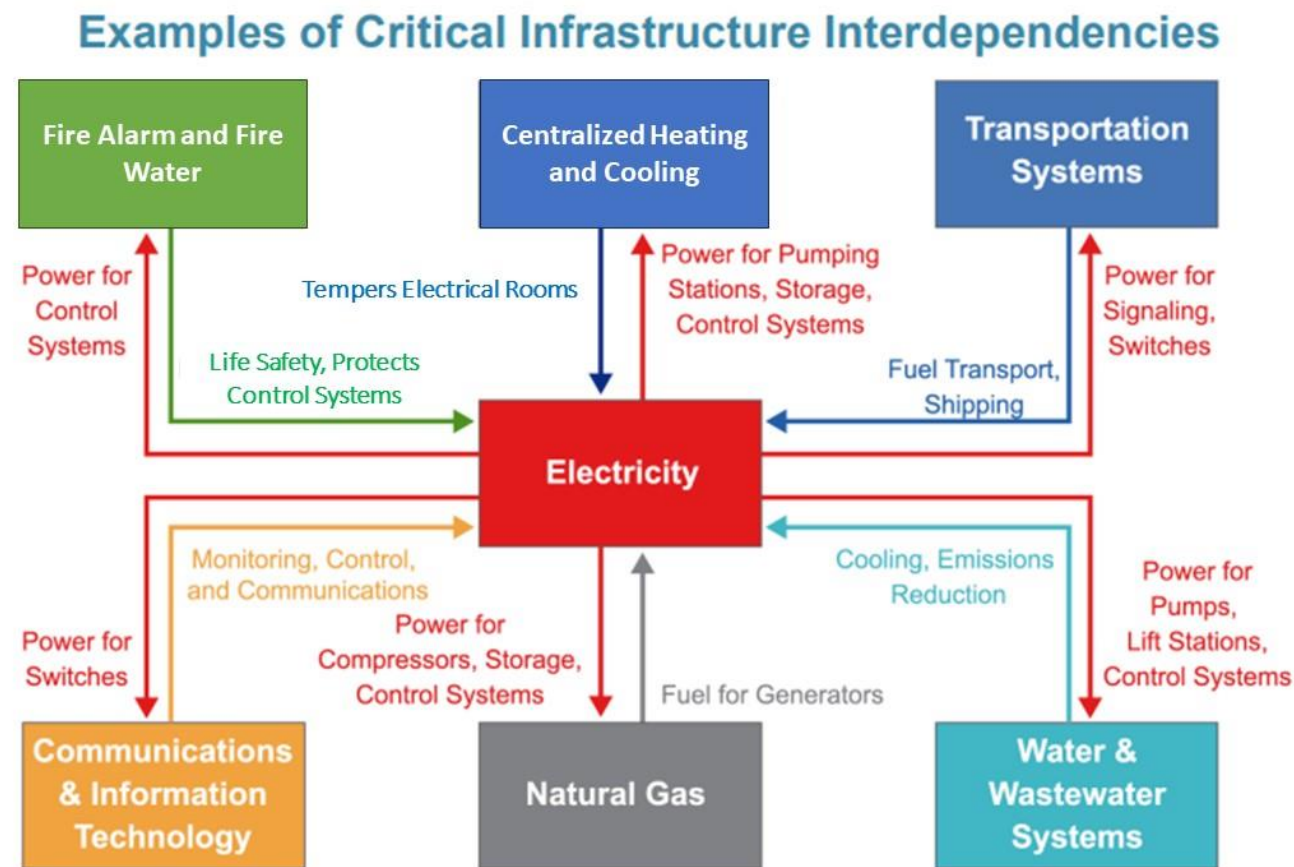 Examples of Critical Infrastructure Interdependencies
Fire Alarm and Fire
Water
Centralized Heating
and Cooling
Transportation
Systems
Power for
Control
Systems
Tempers Electrical Rooms
Power for Pumping
Stations, Storage,
Control Systems
Power for
Signaling,
Switches
Life Safety, Protects
Control Systems
Fuel Transport,
Shipping
Electricity
Monitoring, Control,
and Communications
Cooling, Emissions
Reduction
Power for
Switches
Power for
Compressors, Storage,
Control Systems
Fuel for Generators
Power for
Pumps,
Lift Stations,
Control Systems
Communications
& Information
Technology
Natural Gas
Water &
Wastewater
Systems